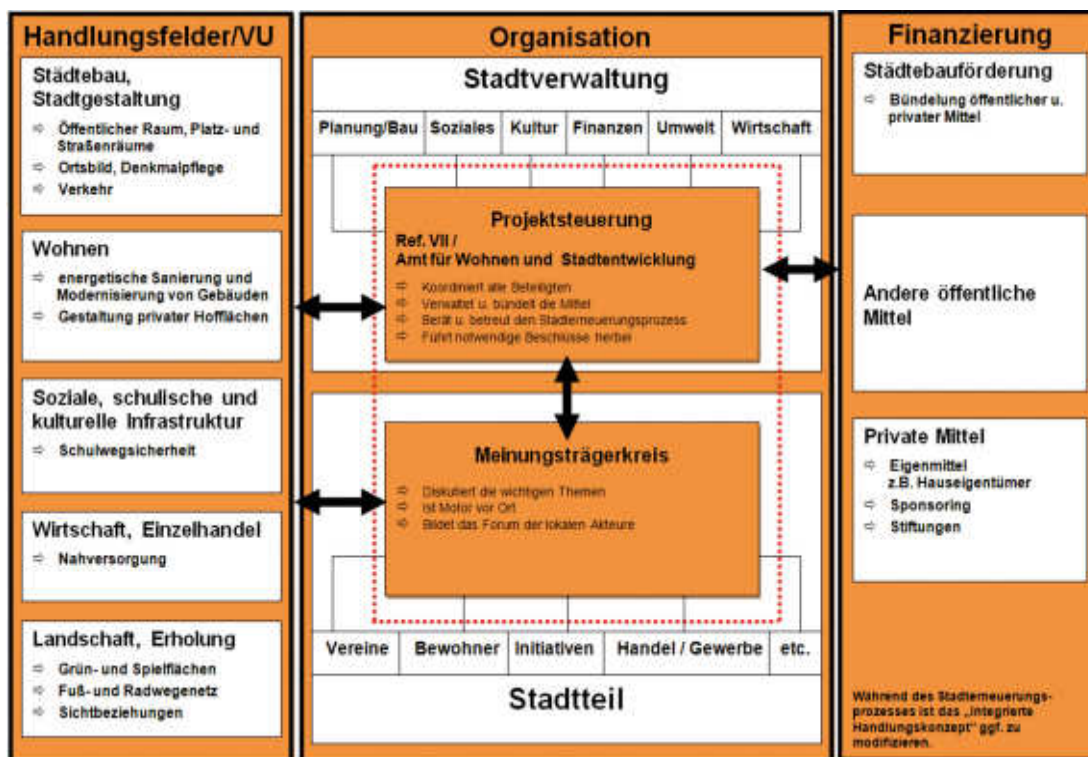 Handlungsfelder/VU
Städtebau,
Stadtgestaltung
⇨ Öffentlicher Raum, Platz- und
Straßenräume
⇨ Ortsbild, Denkmalpflege
⇨ Verkehr
Wohnen
⇨ energetische Sanierung und
Modernisierung von Gebäuden
⇨ Gestaltung privater Hofflächen
Soziale, schulische und
kulturelle Infrastruktur
⇨ Schulwegsicherheit
Wirtschaft, Einzelhandel
⇨ Nahversorgung
Landschaft, Erholung
⇨ Grün- und Spielflächen
⇨ Fuß- und Radwegenetz
⇨ Sichtbeziehungen
Organisation
Stadtverwaltung
Planung/Bau Soziales Kultur Finanzen Umwelt Wirtschaft
Projektsteuerung
Ref. VII /
Amt für Wohnen und Stadtentwicklung
⇨ Koordiniert alle Beteiligten
⇨ Verwaltet u. bündelt die Mittel
⇨ Berät u. betreut den Stadterneuerungsprozess
⇨ Führt notwendige Beschlüsse herbei
Meinungsträgerkreis
⇨ Diskutiert die wichtigen Themen
⇨ Ist Motor vor Ort
⇨ Bildet das Forum der lokalen Akteure
Vereine Bewohner Initiativen Handel / Gewerbe etc.
Stadtteil
Finanzierung
Städtebauförderung
⇨ Bündelung öffentlicher u.
privater Mittel
Andere öffentliche
Mittel
Private Mittel
⇨ Eigenmittel
z.B. Hauseigentümer
⇨ Sponsoring
⇨ Stiftungen
Während des Stadterneuerungs-
prozesses ist das „Integrierte
Handlungskonzept" ggf. zu
modifizieren.